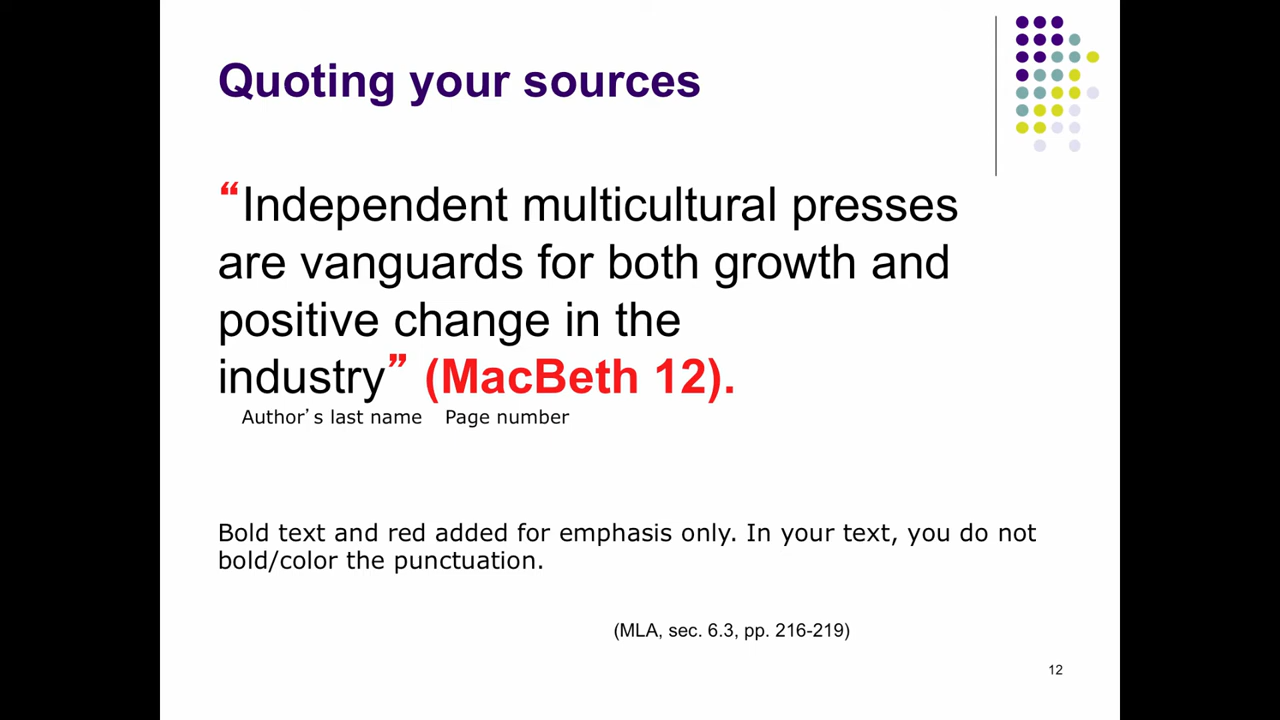 Quoting your sources
“Independent multicultural presses
are vanguards for both growth and
positive change in the
industry” (MacBeth 12).
Author’s last name Page number
Bold text and red added for emphasis only. In your text, you do not
bold/color the punctuation.
(MLA, sec. 6.3, pp. 216-219)
12